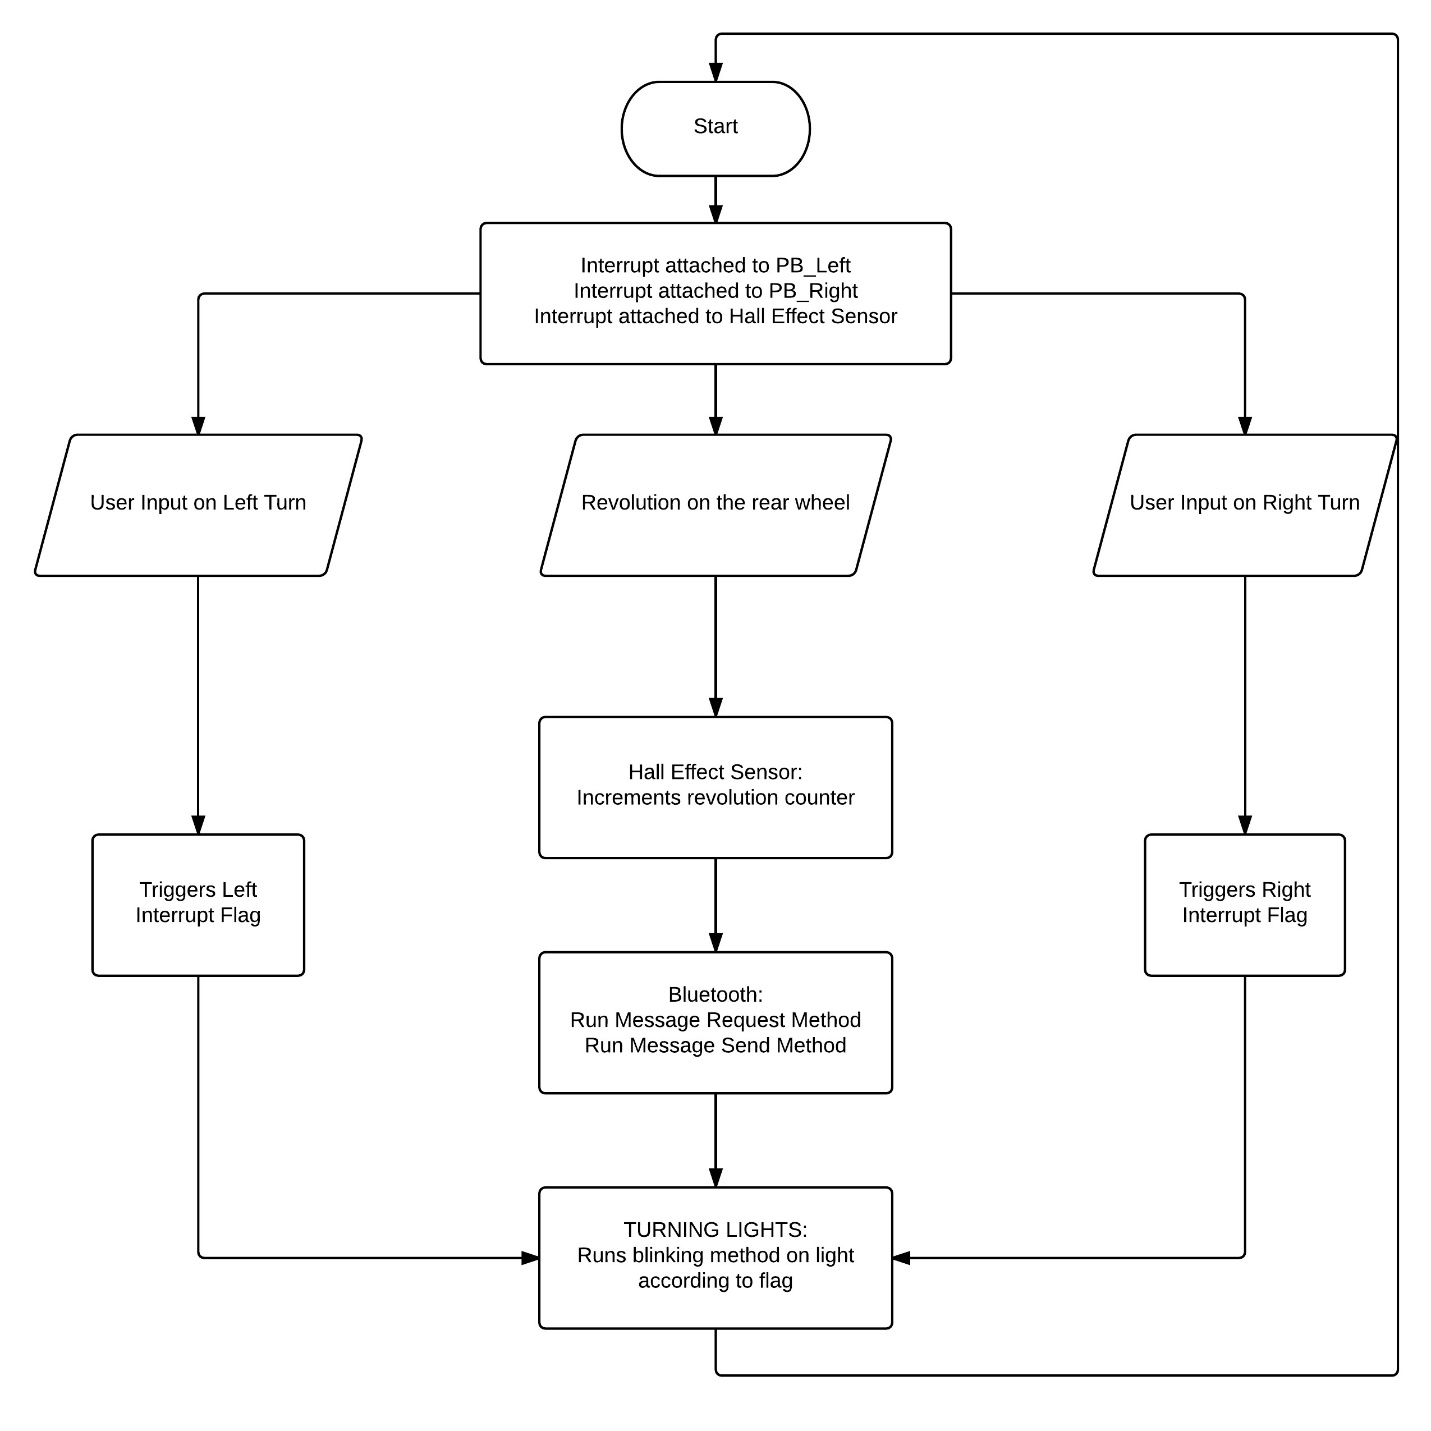 Start
Interrupt attached to PB_Left
Interrupt attached to PB_Right
Interrupt attached to Hall Effect Sensor
User Input on Left Turn
Revolution on the rear wheel
User Input on Right Turn
Hall Effect Sensor:
Increments revolution counter
Triggers Left
Interrupt Flag
Triggers Right
Interrupt Flag
Bluetooth:
Run Message Request Method
Run Message Send Method
TURNING LIGHTS:
Runs blinking method on light
according to flag